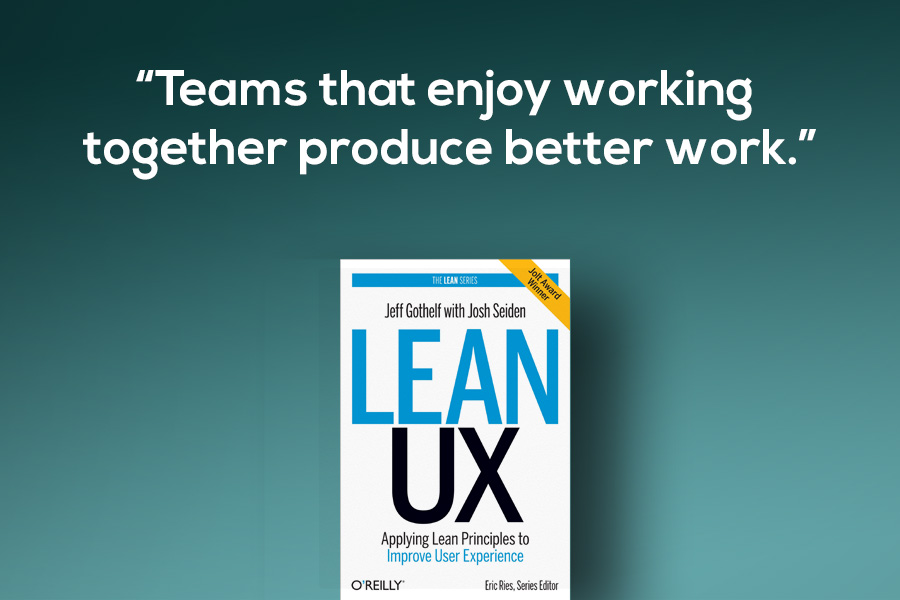 “Teams that enjoy working
together produce better work.”
THE LEAN SERIES
Jolt Award
Winner
Jeff Gothelf with Josh Seiden
LEAN
UX
Applying Lean Principles to
Improve User Experience
O'REILLY®
Eric Ries, Series Editor